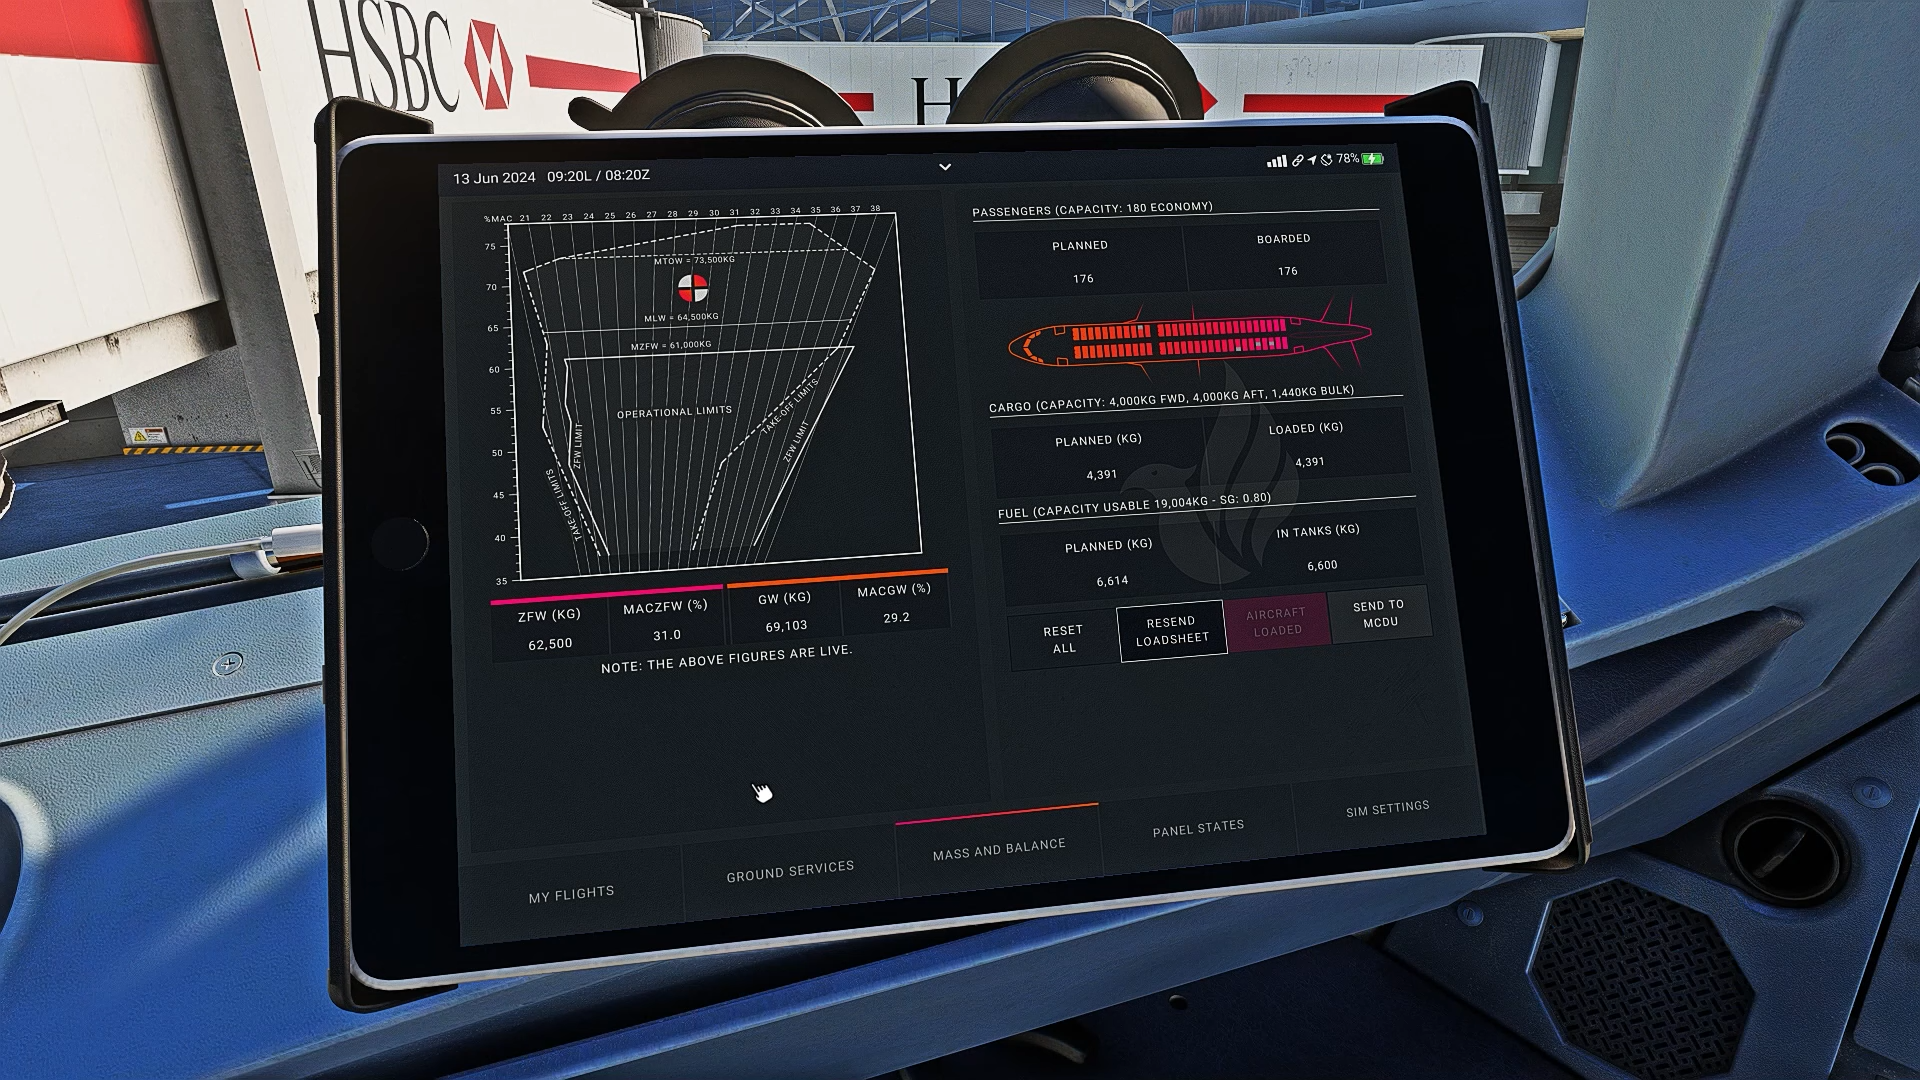 HSBC
H
13 Jun 2024 09:20L / 08:20Z
78%
%MAC 21 22 23 24 25 26 27 28 29 30 31 32 33 34 35 36 37 38
75
70
65
60
55
50
45
40
35
MTOW = 73,500KG
MLW = 64,500KG
MZFW = 61,000KG
OPERATIONAL LIMITS
TAKE-OFF LIMITS
ZFW LIMIT
ZFW LIMIT
TAKE-OFF LIMITS
ZFW (KG)
62,500
MACZFW (%)
31.0
GW (KG)
69,103
MACGW (%)
29.2
NOTE: THE ABOVE FIGURES ARE LIVE.
PASSENGERS (CAPACITY: 180 ECONOMY)
PLANNED
176
BOARDED
176
CARGO (CAPACITY: 4,000KG FWD, 4,000KG AFT, 1,440KG BULK)
PLANNED (KG)
4,391
LOADED (KG)
4,391
FUEL (CAPACITY USABLE 19,004KG - SG: 0.80)
PLANNED (KG)
6,614
IN TANKS (KG)
6,600
RESET
ALL
RESEND
LOADSHEET
AIRCRAFT
LOADED
SEND TO
MCDU
MY FLIGHTS
GROUND SERVICES
MASS AND BALANCE
PANEL STATES
SIM SETTINGS